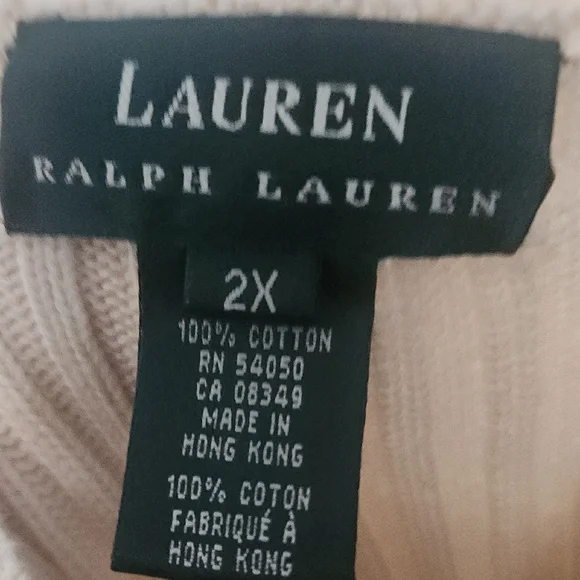 LAUREN
RALPH LAUREN
2X
100% COTTON
RN 54050
CA 08349
MADE IN
HONG KONG
100% COTON
FABRIQUÉ À
HONG KONG